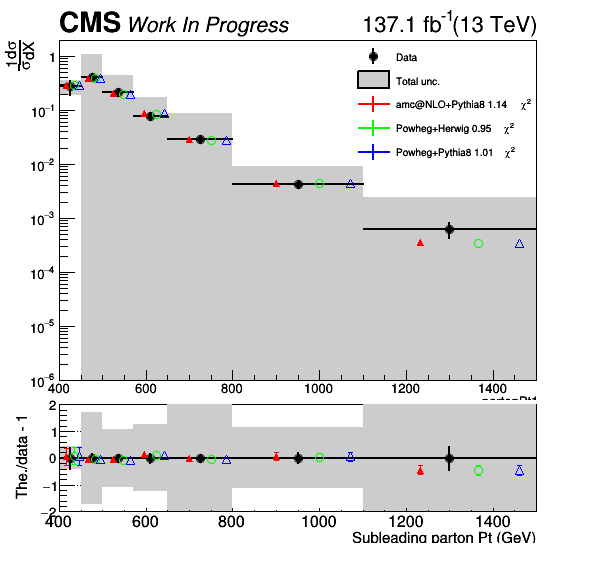 CMS Work In Progress 137.1 fb⁻¹(13 TeV)
1 dσ
σ dX
Data
Total unc.
amc@NLO+Pythia8 1.14 χ²
Powheg+Herwig 0.95 χ²
Powheg+Pythia8 1.01 χ²
1
10⁻¹
10⁻²
10⁻³
10⁻⁴
10⁻⁵
10⁻⁶
400 600 800 1000 1200 1400
The./data - 1
2
1
0
−1
−2
400 600 800 1000 1200 1400
Subleading parton Pt (GeV)